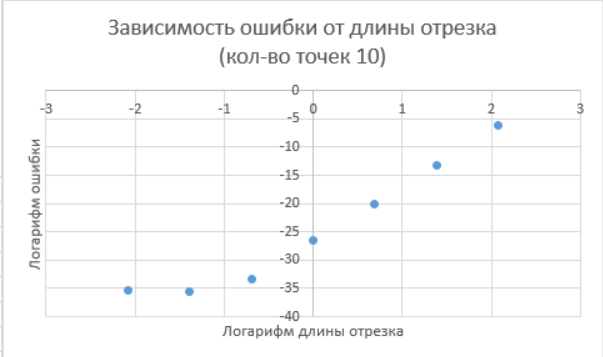 Зависимость ошибки от длины отрезка
(кол-во точек 10)
0
-3 -2 -1 0 1 2 3
-5
-10
-15
-20
-25
-30
-35
-40
Логарифм ошибки
Логарифм длины отрезка